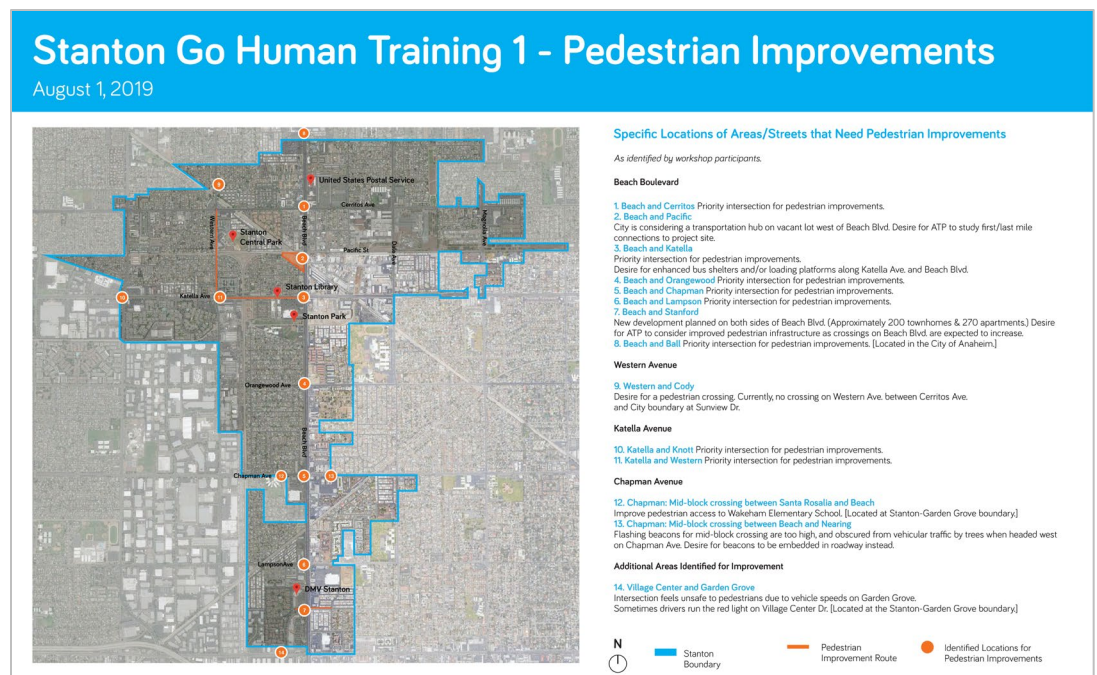 Stanton Go Human Training 1 - Pedestrian Improvements
August 1, 2019
8
United States Postal Service
9
1
Cerritos Ave
Western Ave
Beach Blvd
Magnolia Ave
Stanton
Central Park
Pacific St
Dale Ave
2
Stanton Library
10
Katella Ave
11
3
Stanton Park
Orangewood Ave
4
Beach Blvd
Chapman Ave
13
5
12
Lampson Ave
6
DMV Stanton
7
14
Specific Locations of Areas/Streets that Need Pedestrian Improvements
As identified by workshop participants.
Beach Boulevard
1. Beach and Cerritos Priority intersection for pedestrian improvements.
2. Beach and Pacific
City is considering a transportation hub on vacant lot west of Beach Blvd. Desire for ATP to study first/last mile
connections to project site.
3. Beach and Katella
Priority intersection for pedestrian improvements.
Desire for enhanced bus shelters and/or loading platforms along Katella Ave. and Beach Blvd.
4. Beach and Orangewood Priority intersection for pedestrian improvements.
5. Beach and Chapman Priority intersection for pedestrian improvements.
6. Beach and Lampson Priority intersection for pedestrian improvements.
7. Beach and Stanford
New development planned on both sides of Beach Blvd. (Approximately 200 townhomes & 270 apartments.) Desire
for ATP to consider improved pedestrian infrastructure as crossings on Beach Blvd. are expected to increase.
8. Beach and Ball Priority intersection for pedestrian improvements. [Located in the City of Anaheim.]
Western Avenue
9. Western and Cody
Desire for a pedestrian crossing. Currently, no crossing on Western Ave. between Cerritos Ave.
and City boundary at Sunview Dr.
Katella Avenue
10. Katella and Knott Priority intersection for pedestrian improvements.
11. Katella and Western Priority intersection for pedestrian improvements.
Chapman Avenue
12. Chapman: Mid-block crossing between Santa Rosalia and Beach
Improve pedestrian access to Wakeham Elementary School. [Located at Stanton-Garden Grove boundary.]
13. Chapman: Mid-block crossing between Beach and Nearing
Flashing beacons for mid-block crossing are too high, and obscured from vehicular traffic by trees when headed west
on Chapman Ave. Desire for beacons to be embedded in roadway instead.
Additional Areas Identified for Improvement
14. Village Center and Garden Grove
Intersection feels unsafe to pedestrians due to vehicle speeds on Garden Grove.
Sometimes drivers run the red light on Village Center Dr. [Located at the Stanton-Garden Grove boundary.]
N
Stanton
Boundary
Pedestrian
Improvement Route
Identified Locations for
Pedestrian Improvements